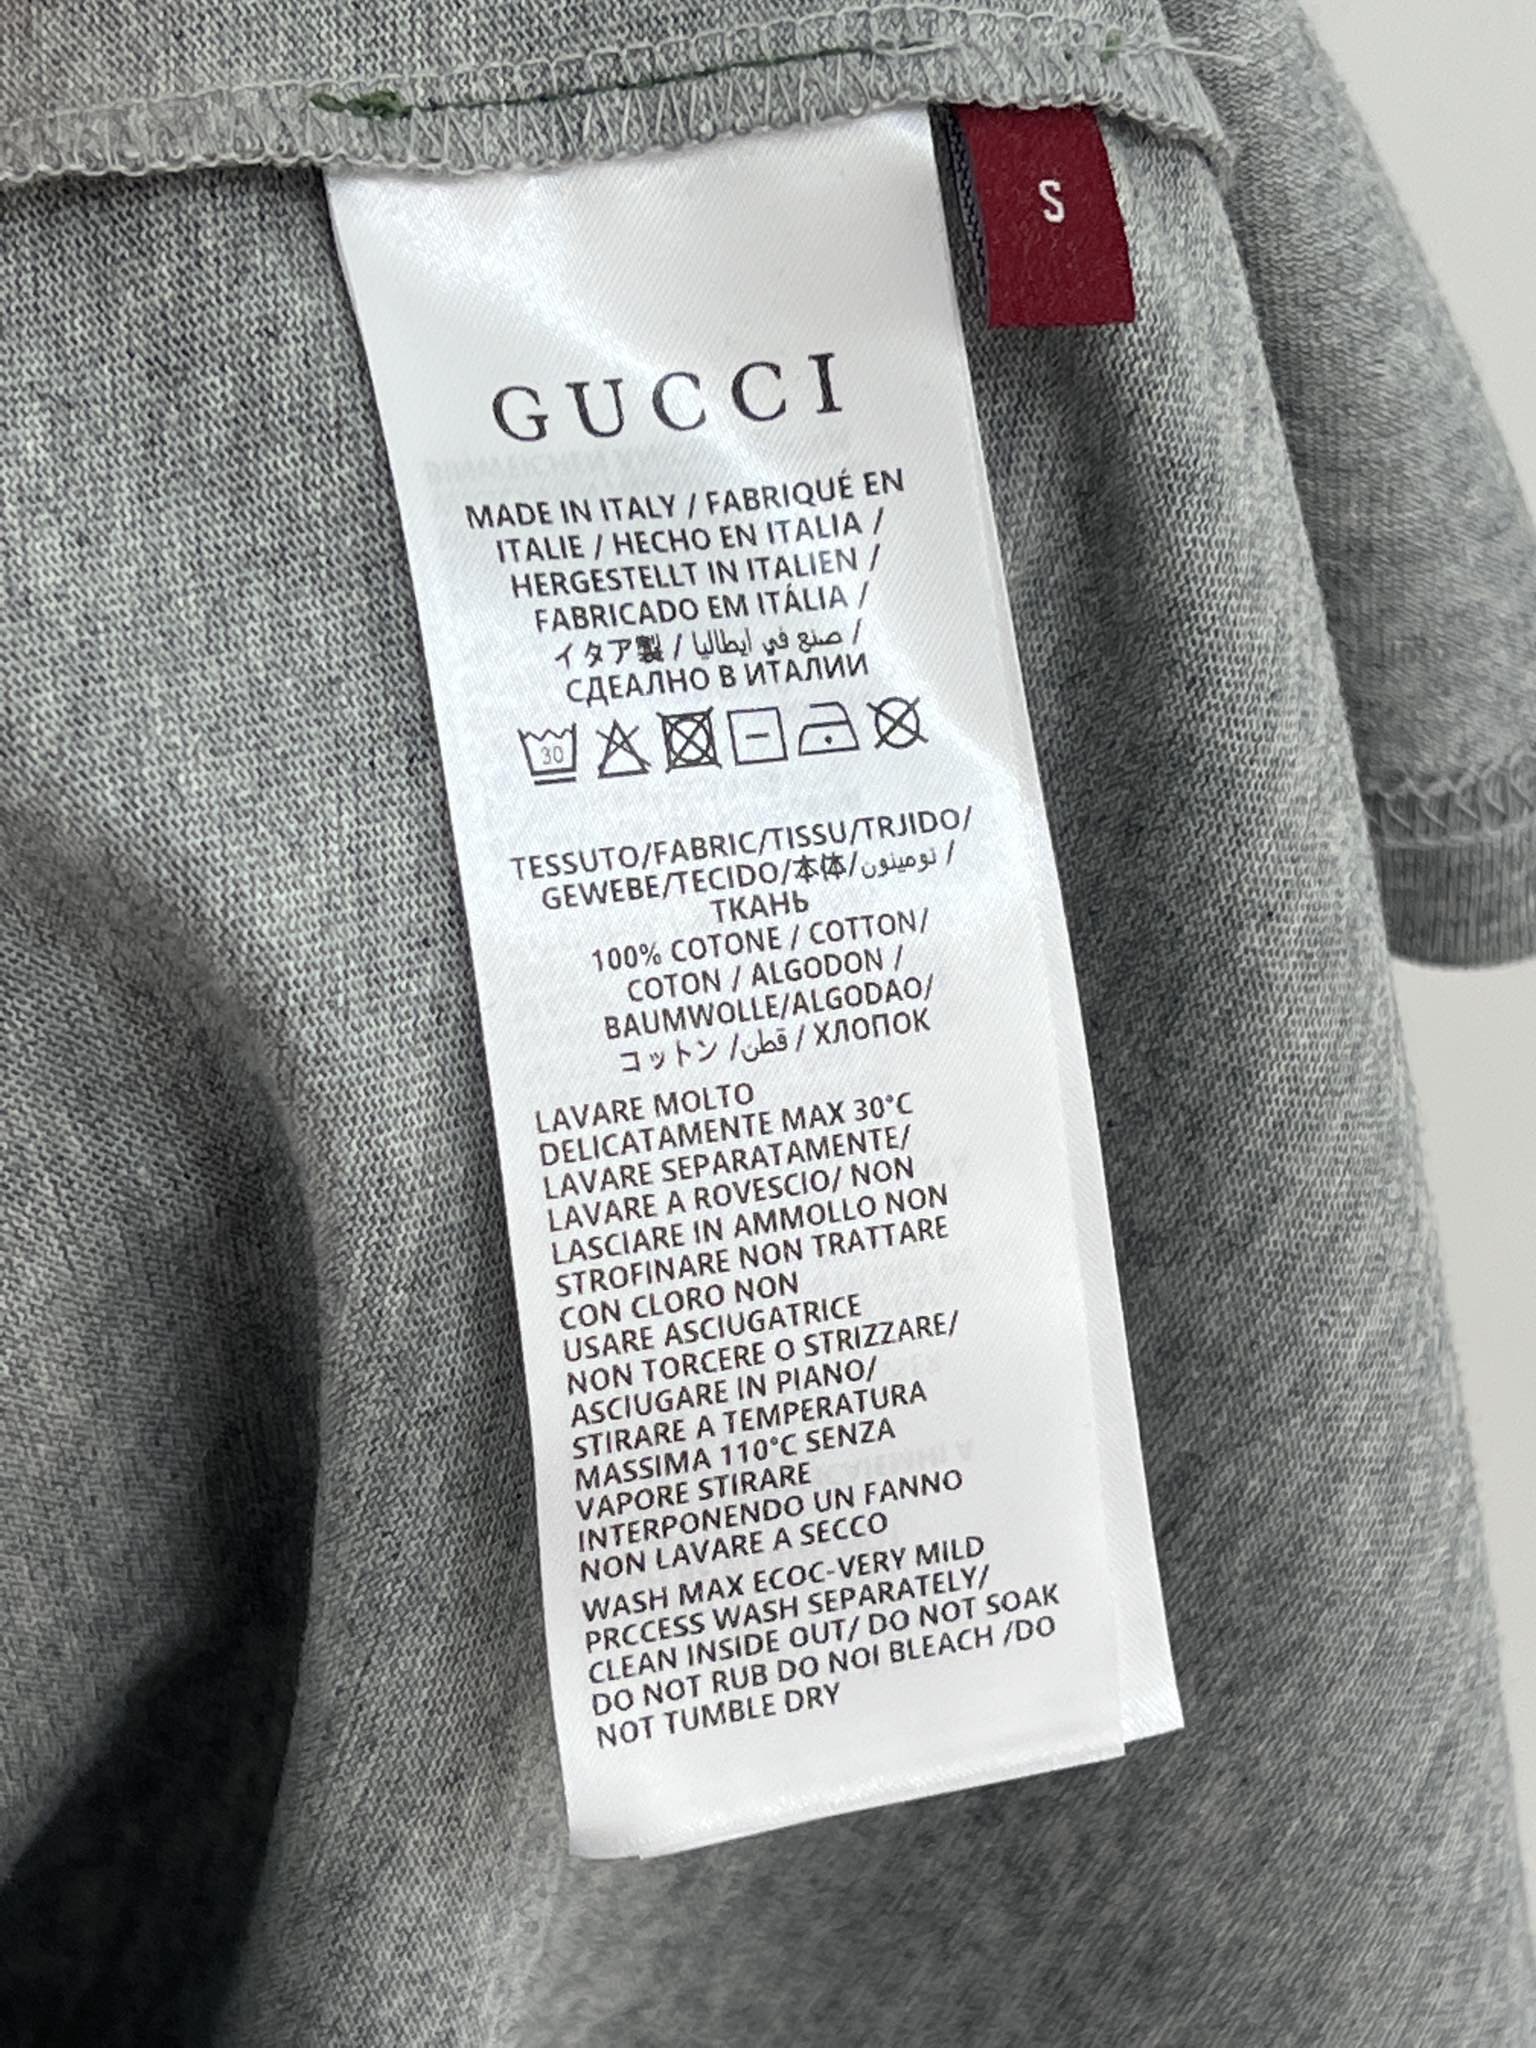 S
GUCCI
MADE IN ITALY / FABRIQUÉ EN
ITALIE / HECHO EN ITALIA /
HERGESTELLT IN ITALIEN /
FABRICADO EM ITÁLIA /
イタア製 / صنع في ايطاليا /
СДЕАЛНО В ИТАЛИИ
30
TESSUTO/FABRIC/TISSU/TRJIDO/
GEWEBE/TECIDO/本体/نومينون /
ТКАНЬ
100% COTONE / COTTON/
COTON / ALGODON /
BAUMWOLLE/ALGODAO/
コットン /قطن / ХЛОПОК
LAVARE MOLTO
DELICATAMENTE MAX 30°C
LAVARE SEPARATAMENTE/
LAVARE A ROVESCIO/ NON
LASCIARE IN AMMOLLO NON
STROFINARE NON TRATTARE
CON CLORO NON
USARE ASCIUGATRICE
NON TORCERE O STRIZZARE/
ASCIUGARE IN PIANO/
STIRARE A TEMPERATURA
MASSIMA 110°C SENZA
VAPORE STIRARE
INTERPONENDO UN FANNO
NON LAVARE A SECCO
WASH MAX ECOC-VERY MILD
PRCCESS WASH SEPARATELY/
CLEAN INSIDE OUT/ DO NOT SOAK
DO NOT RUB DO NOI BLEACH /DO
NOT TUMBLE DRY